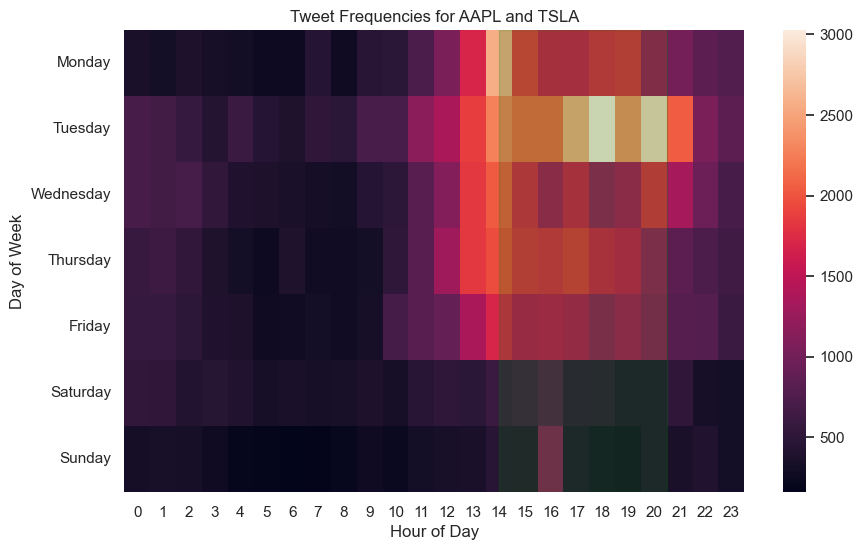 Tweet Frequencies for AAPL and TSLA
Day of Week
Monday
Tuesday
Wednesday
Thursday
Friday
Saturday
Sunday
0 1 2 3 4 5 6 7 8 9 10 11 12 13 14 15 16 17 18 19 20 21 22 23
Hour of Day
3000
2500
2000
1500
1000
500